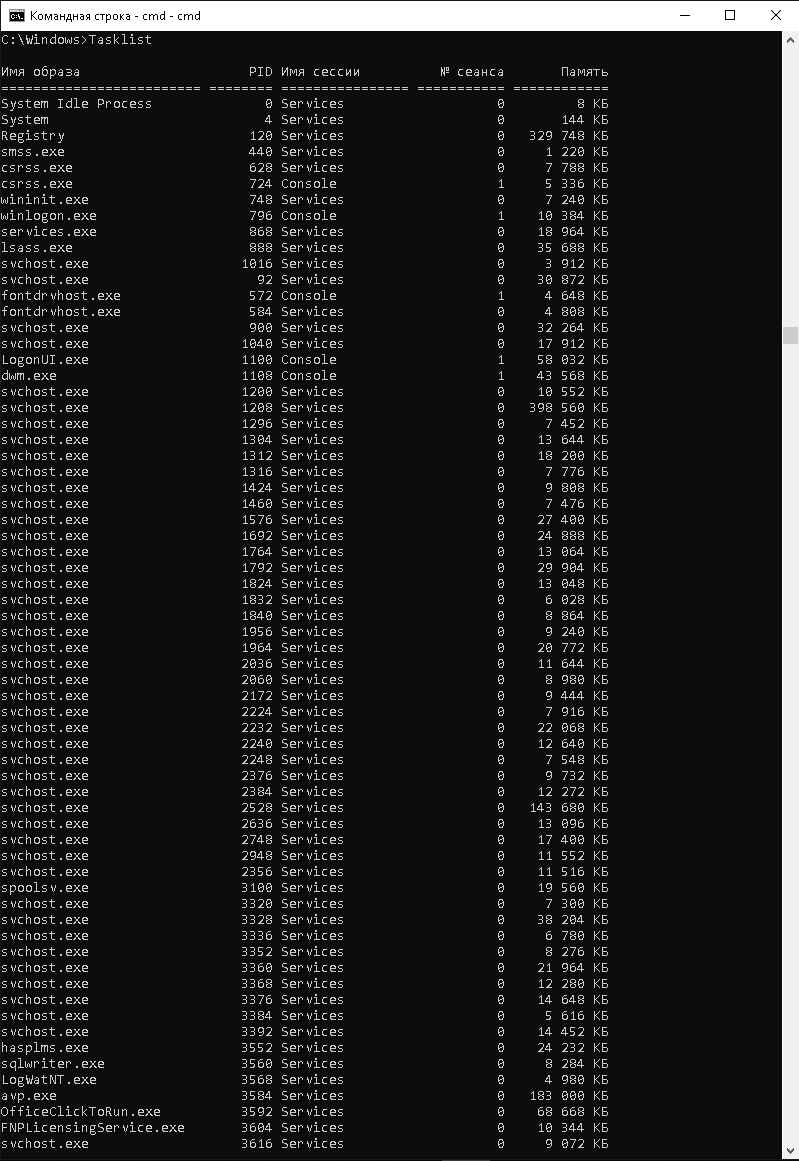 Командная строка - cmd - cmd
C:\Windows>Tasklist
Имя образа                     PID Имя сессии          № сеанса       Память
========================= ======== ================ =========== ============
System Idle Process              0 Services                   0         8 КБ
System                           4 Services                   0       144 КБ
Registry                       120 Services                   0   329 748 КБ
smss.exe                       440 Services                   0     1 220 КБ
csrss.exe                      628 Services                   0     7 788 КБ
csrss.exe                      724 Console                    1     5 336 КБ
wininit.exe                    748 Services                   0     7 240 КБ
winlogon.exe                   796 Console                    1    10 384 КБ
services.exe                   868 Services                   0    18 964 КБ
lsass.exe                      888 Services                   0    35 688 КБ
svchost.exe                   1016 Services                   0     3 912 КБ
svchost.exe                     92 Services                   0    30 872 КБ
fontdrvhost.exe                572 Console                    1     4 648 КБ
fontdrvhost.exe                584 Services                   0     4 808 КБ
svchost.exe                    900 Services                   0    32 264 КБ
svchost.exe                   1040 Services                   0    17 912 КБ
LogonUI.exe                   1100 Console                    1    58 032 КБ
dwm.exe                       1108 Console                    1    43 568 КБ
svchost.exe                   1200 Services                   0    10 552 КБ
svchost.exe                   1208 Services                   0   398 560 КБ
svchost.exe                   1296 Services                   0     7 452 КБ
svchost.exe                   1304 Services                   0    13 644 КБ
svchost.exe                   1312 Services                   0    18 200 КБ
svchost.exe                   1316 Services                   0     7 776 КБ
svchost.exe                   1424 Services                   0     9 808 КБ
svchost.exe                   1460 Services                   0     7 476 КБ
svchost.exe                   1576 Services                   0    27 400 КБ
svchost.exe                   1692 Services                   0    24 888 КБ
svchost.exe                   1764 Services                   0    13 064 КБ
svchost.exe                   1792 Services                   0    29 904 КБ
svchost.exe                   1824 Services                   0    13 048 КБ
svchost.exe                   1832 Services                   0     6 028 КБ
svchost.exe                   1840 Services                   0     8 864 КБ
svchost.exe                   1956 Services                   0     9 240 КБ
svchost.exe                   1964 Services                   0    20 772 КБ
svchost.exe                   2036 Services                   0    11 644 КБ
svchost.exe                   2060 Services                   0     8 980 КБ
svchost.exe                   2172 Services                   0     9 444 КБ
svchost.exe                   2224 Services                   0     7 916 КБ
svchost.exe                   2232 Services                   0    22 068 КБ
svchost.exe                   2240 Services                   0    12 640 КБ
svchost.exe                   2248 Services                   0     7 548 КБ
svchost.exe                   2376 Services                   0     9 732 КБ
svchost.exe                   2384 Services                   0    12 272 КБ
svchost.exe                   2528 Services                   0   143 680 КБ
svchost.exe                   2636 Services                   0    13 096 КБ
svchost.exe                   2748 Services                   0    17 400 КБ
svchost.exe                   2948 Services                   0    11 552 КБ
svchost.exe                   2356 Services                   0    11 516 КБ
spoolsv.exe                   3100 Services                   0    19 560 КБ
svchost.exe                   3320 Services                   0     7 300 КБ
svchost.exe                   3328 Services                   0    38 204 КБ
svchost.exe                   3336 Services                   0     6 780 КБ
svchost.exe                   3352 Services                   0     8 276 КБ
svchost.exe                   3360 Services                   0    21 964 КБ
svchost.exe                   3368 Services                   0    12 280 КБ
svchost.exe                   3376 Services                   0    14 648 КБ
svchost.exe                   3384 Services                   0     5 616 КБ
svchost.exe                   3392 Services                   0    14 452 КБ
hasplms.exe                   3552 Services                   0    24 232 КБ
sqlwriter.exe                 3560 Services                   0     8 284 КБ
LogWatNT.exe                  3568 Services                   0     4 980 КБ
avp.exe                       3584 Services                   0   183 000 КБ
OfficeClickToRun.exe          3592 Services                   0    68 668 КБ
FNPLicensingService.exe       3604 Services                   0    10 344 КБ
svchost.exe                   3616 Services                   0     9 072 КБ